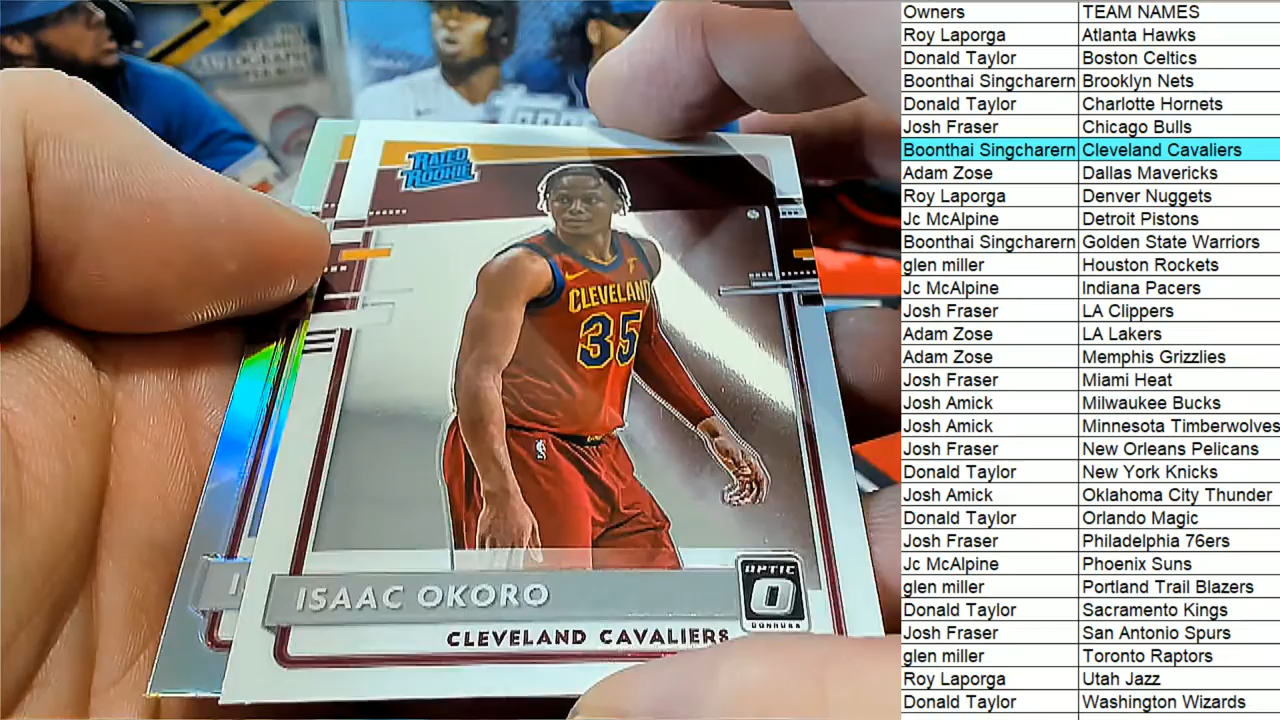 AUTOGRAPH
RATED
ROOKIE
CLEVELAND
35
ISAAC OKORO
OPTIC
DONRUSS
CLEVELAND CAVALIERS
Owners TEAM NAMES
Roy Laporga Atlanta Hawks
Donald Taylor Boston Celtics
Boonthai Singcharern Brooklyn Nets
Donald Taylor Charlotte Hornets
Josh Fraser Chicago Bulls
Boonthai Singcharern Cleveland Cavaliers
Adam Zose Dallas Mavericks
Roy Laporga Denver Nuggets
Jc McAlpine Detroit Pistons
Boonthai Singcharern Golden State Warriors
glen miller Houston Rockets
Jc McAlpine Indiana Pacers
Josh Fraser LA Clippers
Adam Zose LA Lakers
Adam Zose Memphis Grizzlies
Josh Fraser Miami Heat
Josh Amick Milwaukee Bucks
Josh Amick Minnesota Timberwolves
Josh Fraser New Orleans Pelicans
Donald Taylor New York Knicks
Josh Amick Oklahoma City Thunder
Donald Taylor Orlando Magic
Josh Fraser Philadelphia 76ers
Jc McAlpine Phoenix Suns
glen miller Portland Trail Blazers
Donald Taylor Sacramento Kings
Josh Fraser San Antonio Spurs
glen miller Toronto Raptors
Roy Laporga Utah Jazz
Donald Taylor Washington Wizards